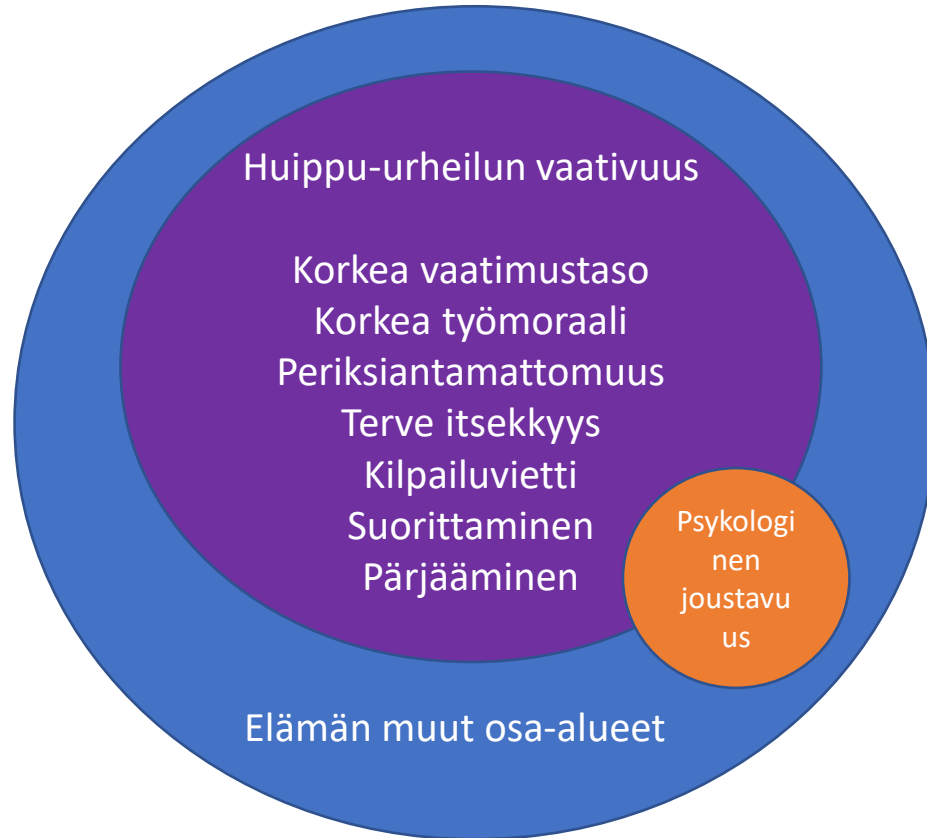 Huippu-urheilun vaativuus
Korkea vaatimustaso
Korkea työmoraali
Periksiantamattomuus
Terve itsekkyys
Kilpailuvietti
Suorittaminen
Pärjääminen
Psykologi
nen
joustavu
us
Elämän muut osa-alueet